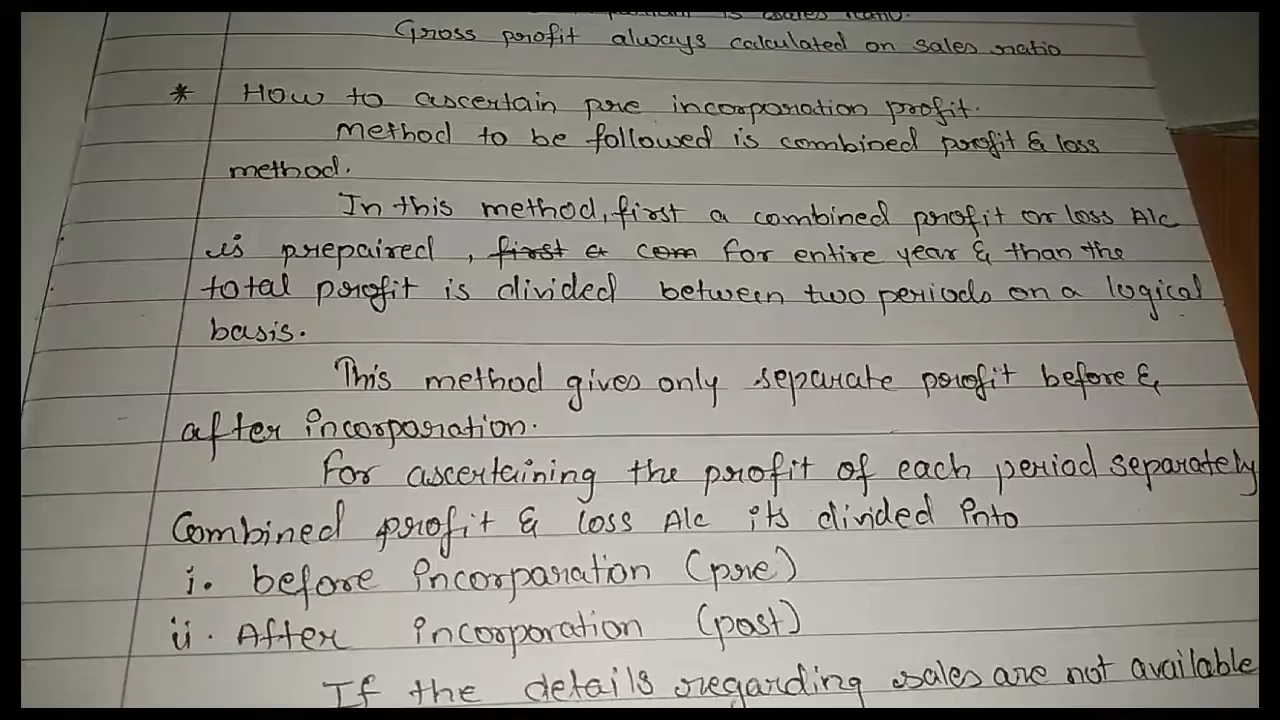 is sales ratio.
Gross profit always calculated on sales ratio
* How to ascertain pre incorporation profit.
Method to be followed is combined profit & loss
method.
In this method, first a combined profit or loss A/c
is prepaired, first a com for entire year & than the
total profit is divided between two periods on a logical
basis.
This method gives only separate profit before &
after incorporation.
For ascertaining the profit of each period separately
Combined profit & loss A/c its divided into
i. before incorporation (pre)
ii. After incorporation (post)
If the details regarding sales are not available